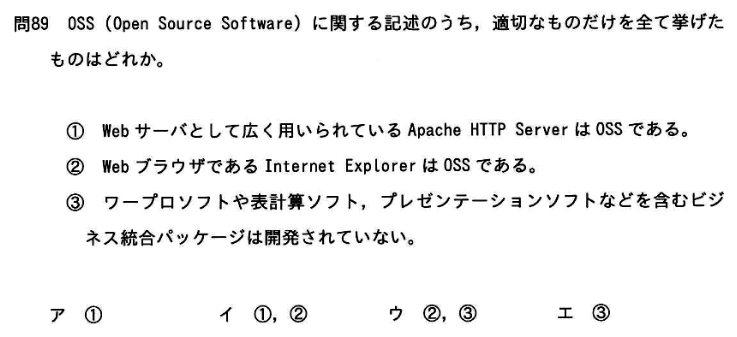 問89 OSS (Open Source Software) に関する記述のうち，適切なものだけを全て挙げた
ものはどれか。
① Web サーバとして広く用いられている Apache HTTP Server は OSS である。
② Web ブラウザである Internet Explorer は OSS である。
③ ワープロソフトや表計算ソフト，プレゼンテーションソフトなどを含むビジ
ネス統合パッケージは開発されていない。
ア ① イ ①，② ウ ②，③ エ ③